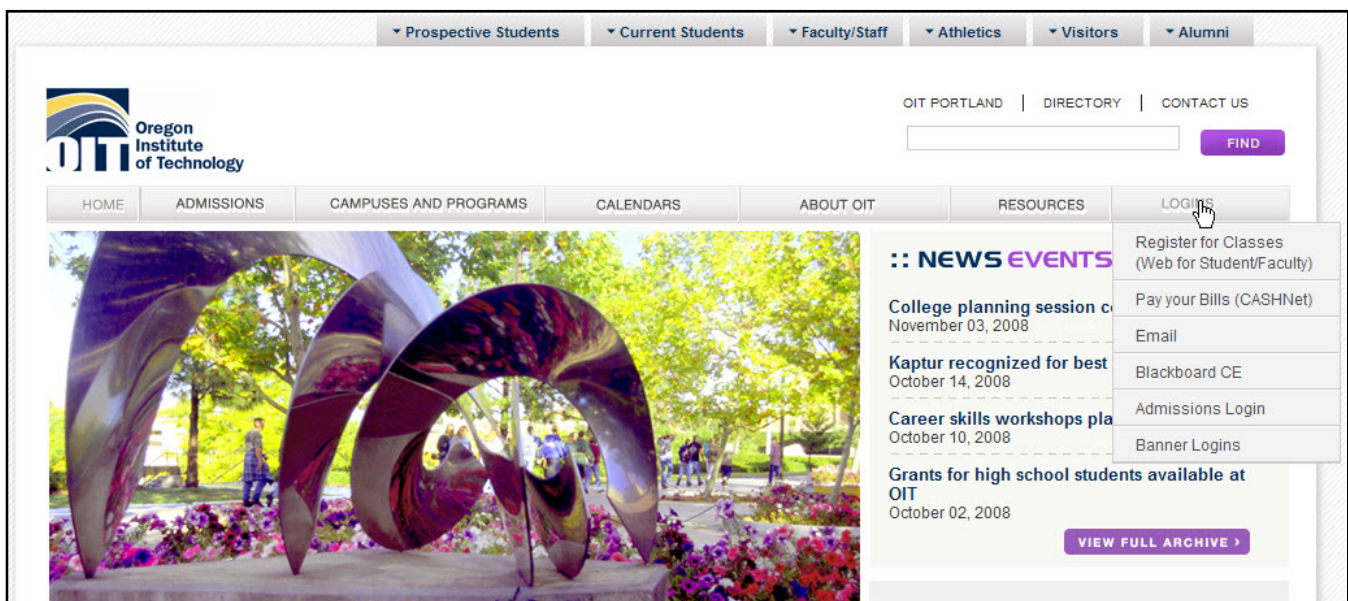 Prospective Students
Current Students
Faculty/Staff
Athletics
Visitors
Alumni
OIT
Oregon
Institute
of Technology
OIT PORTLAND | DIRECTORY | CONTACT US
FIND
HOME
ADMISSIONS
CAMPUSES AND PROGRAMS
CALENDARS
ABOUT OIT
RESOURCES
LOGINS
Register for Classes
(Web for Student/Faculty)
Pay your Bills (CASHNet)
Email
Blackboard CE
Admissions Login
Banner Logins
:: NEWS EVENTS
College planning session
November 03, 2008
Kaptur recognized for best
October 14, 2008
Career skills workshops
October 10, 2008
Grants for high school students available at
OIT
October 02, 2008
VIEW FULL ARCHIVE ›